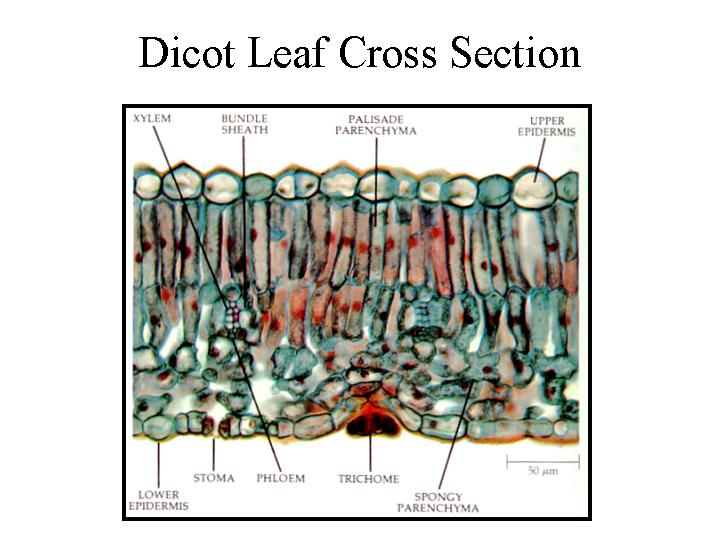 Dicot Leaf Cross Section
XYLEM
BUNDLE
SHEATH
PALISADE
PARENCHYMA
UPPER
EPIDERMIS
50 μm
STOMA
PHLOEM
TRICHOME
LOWER
EPIDERMIS
SPONGY
PARENCHYMA